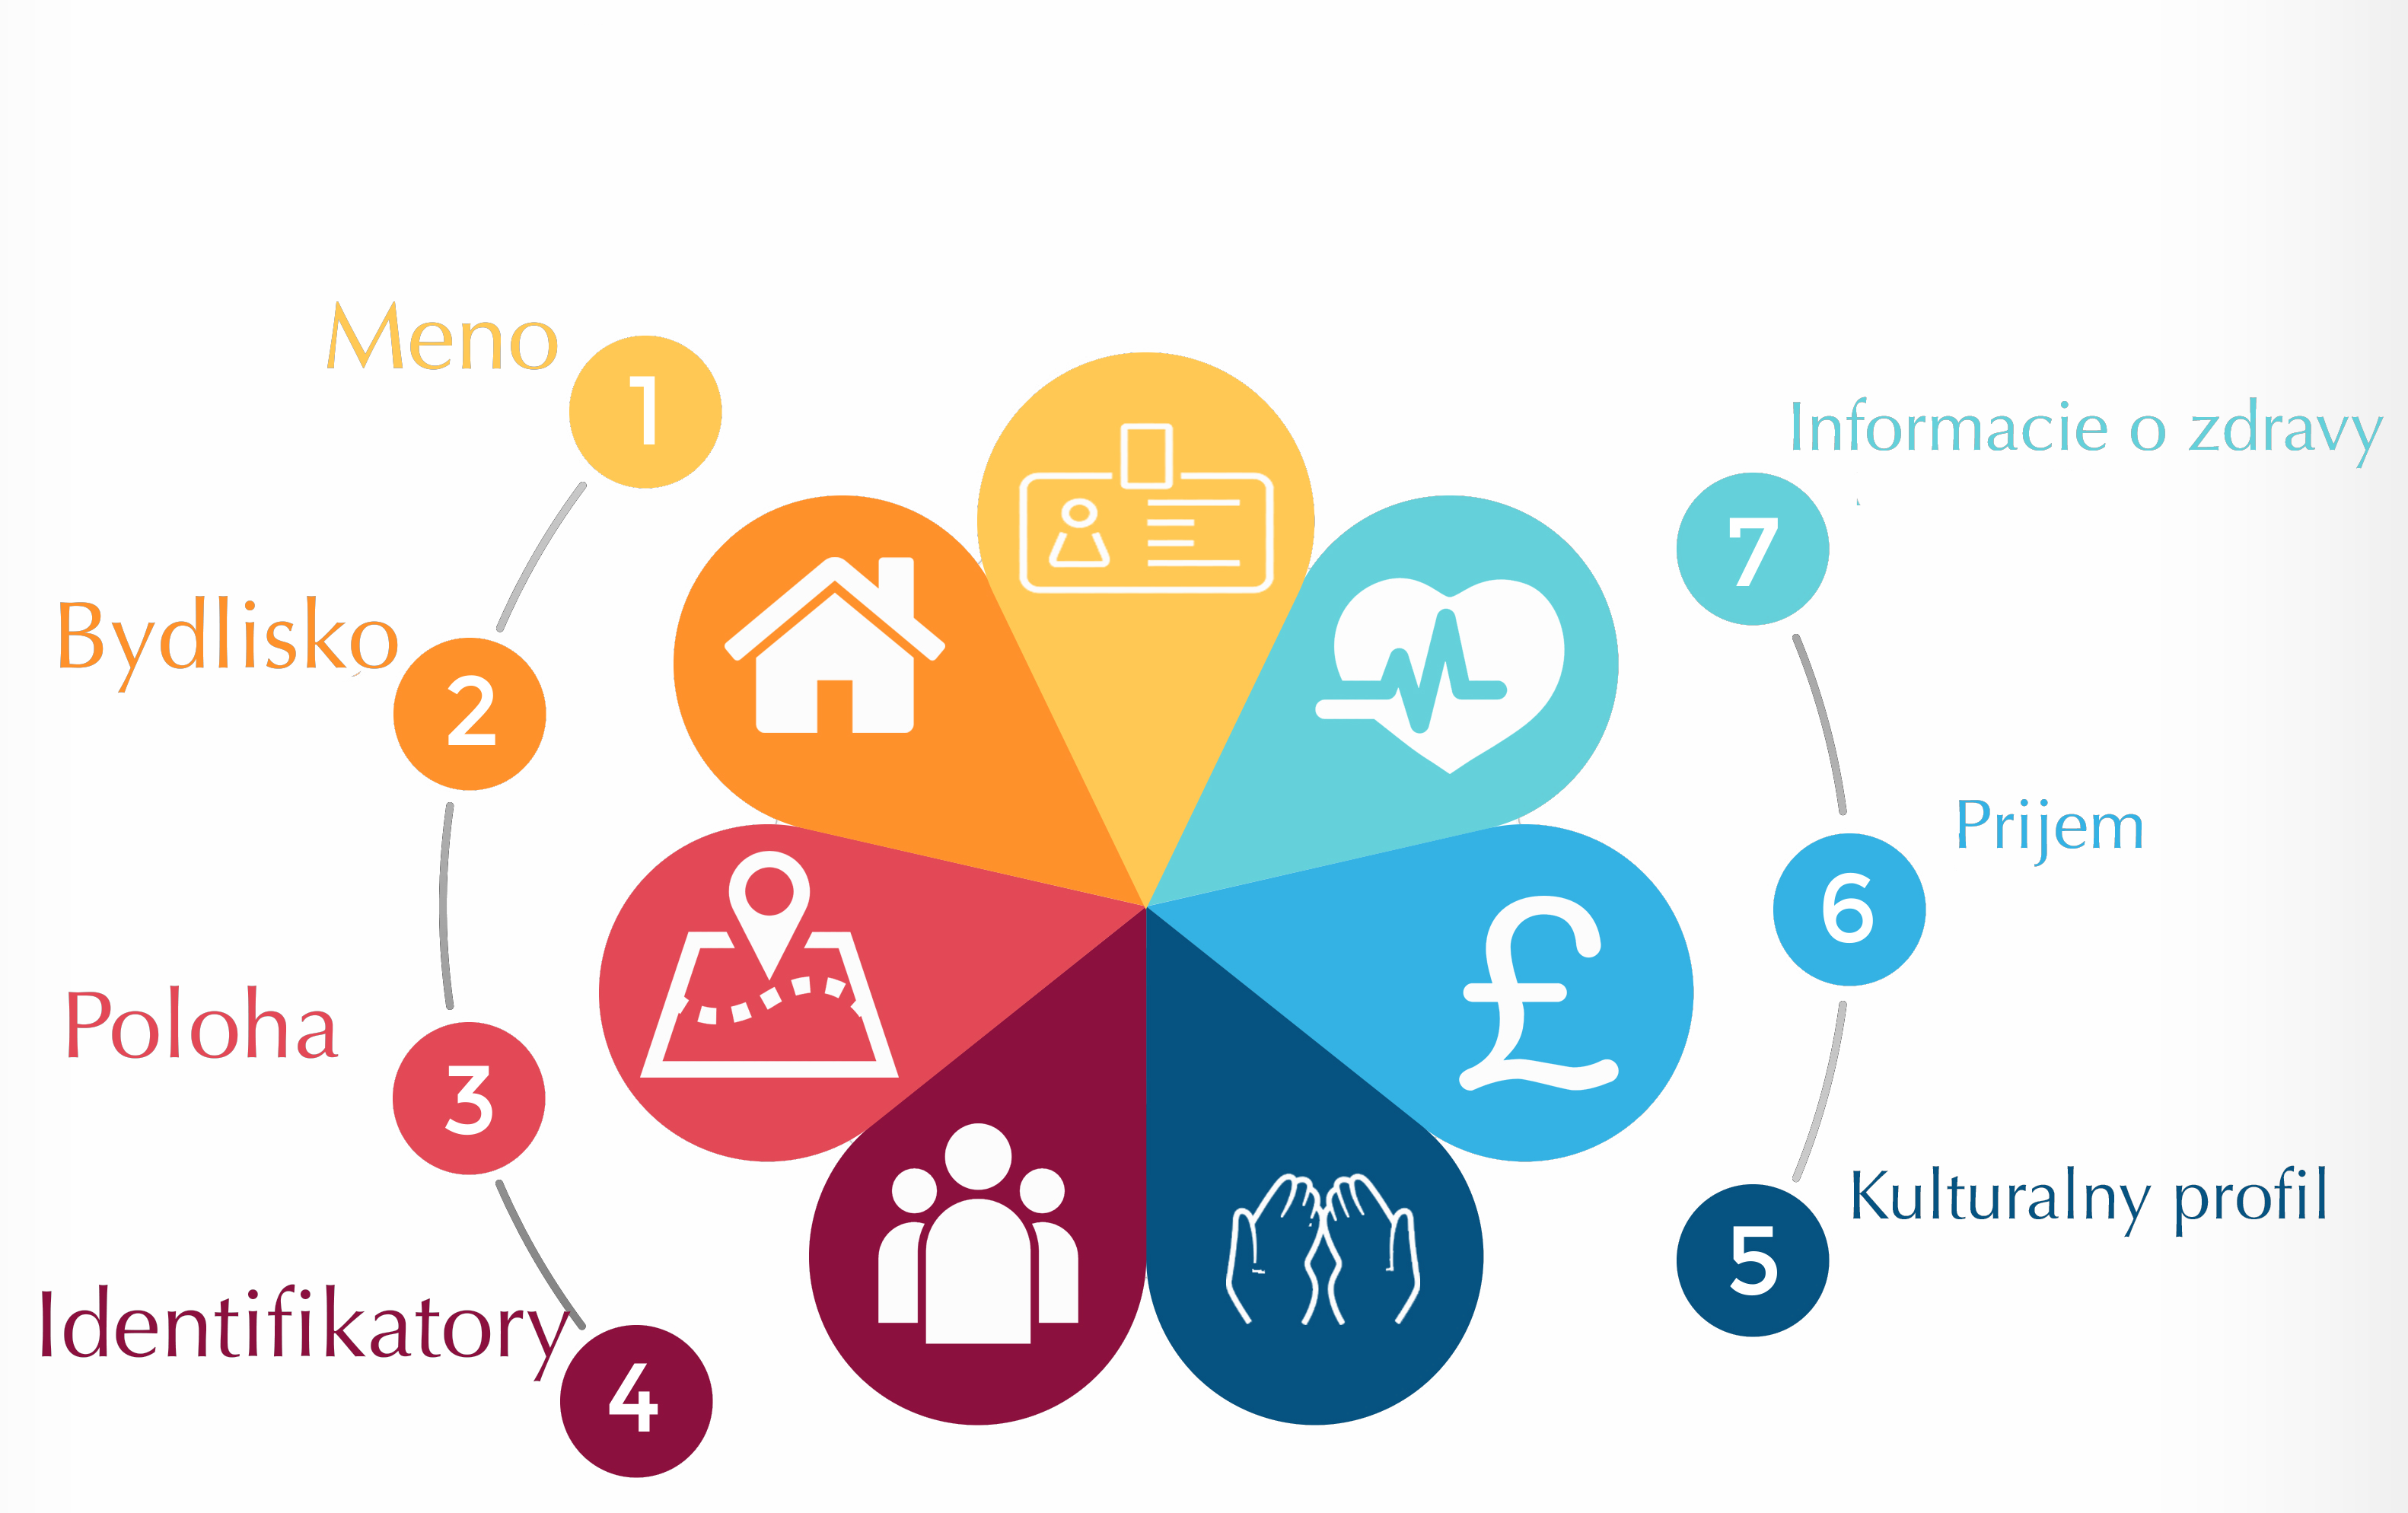 Meno
1
Bydlisko
2
Poloha
3
Identifikatory
4
Informacie o zdravy
7
Prijem
6
£
Kulturalny profil
5